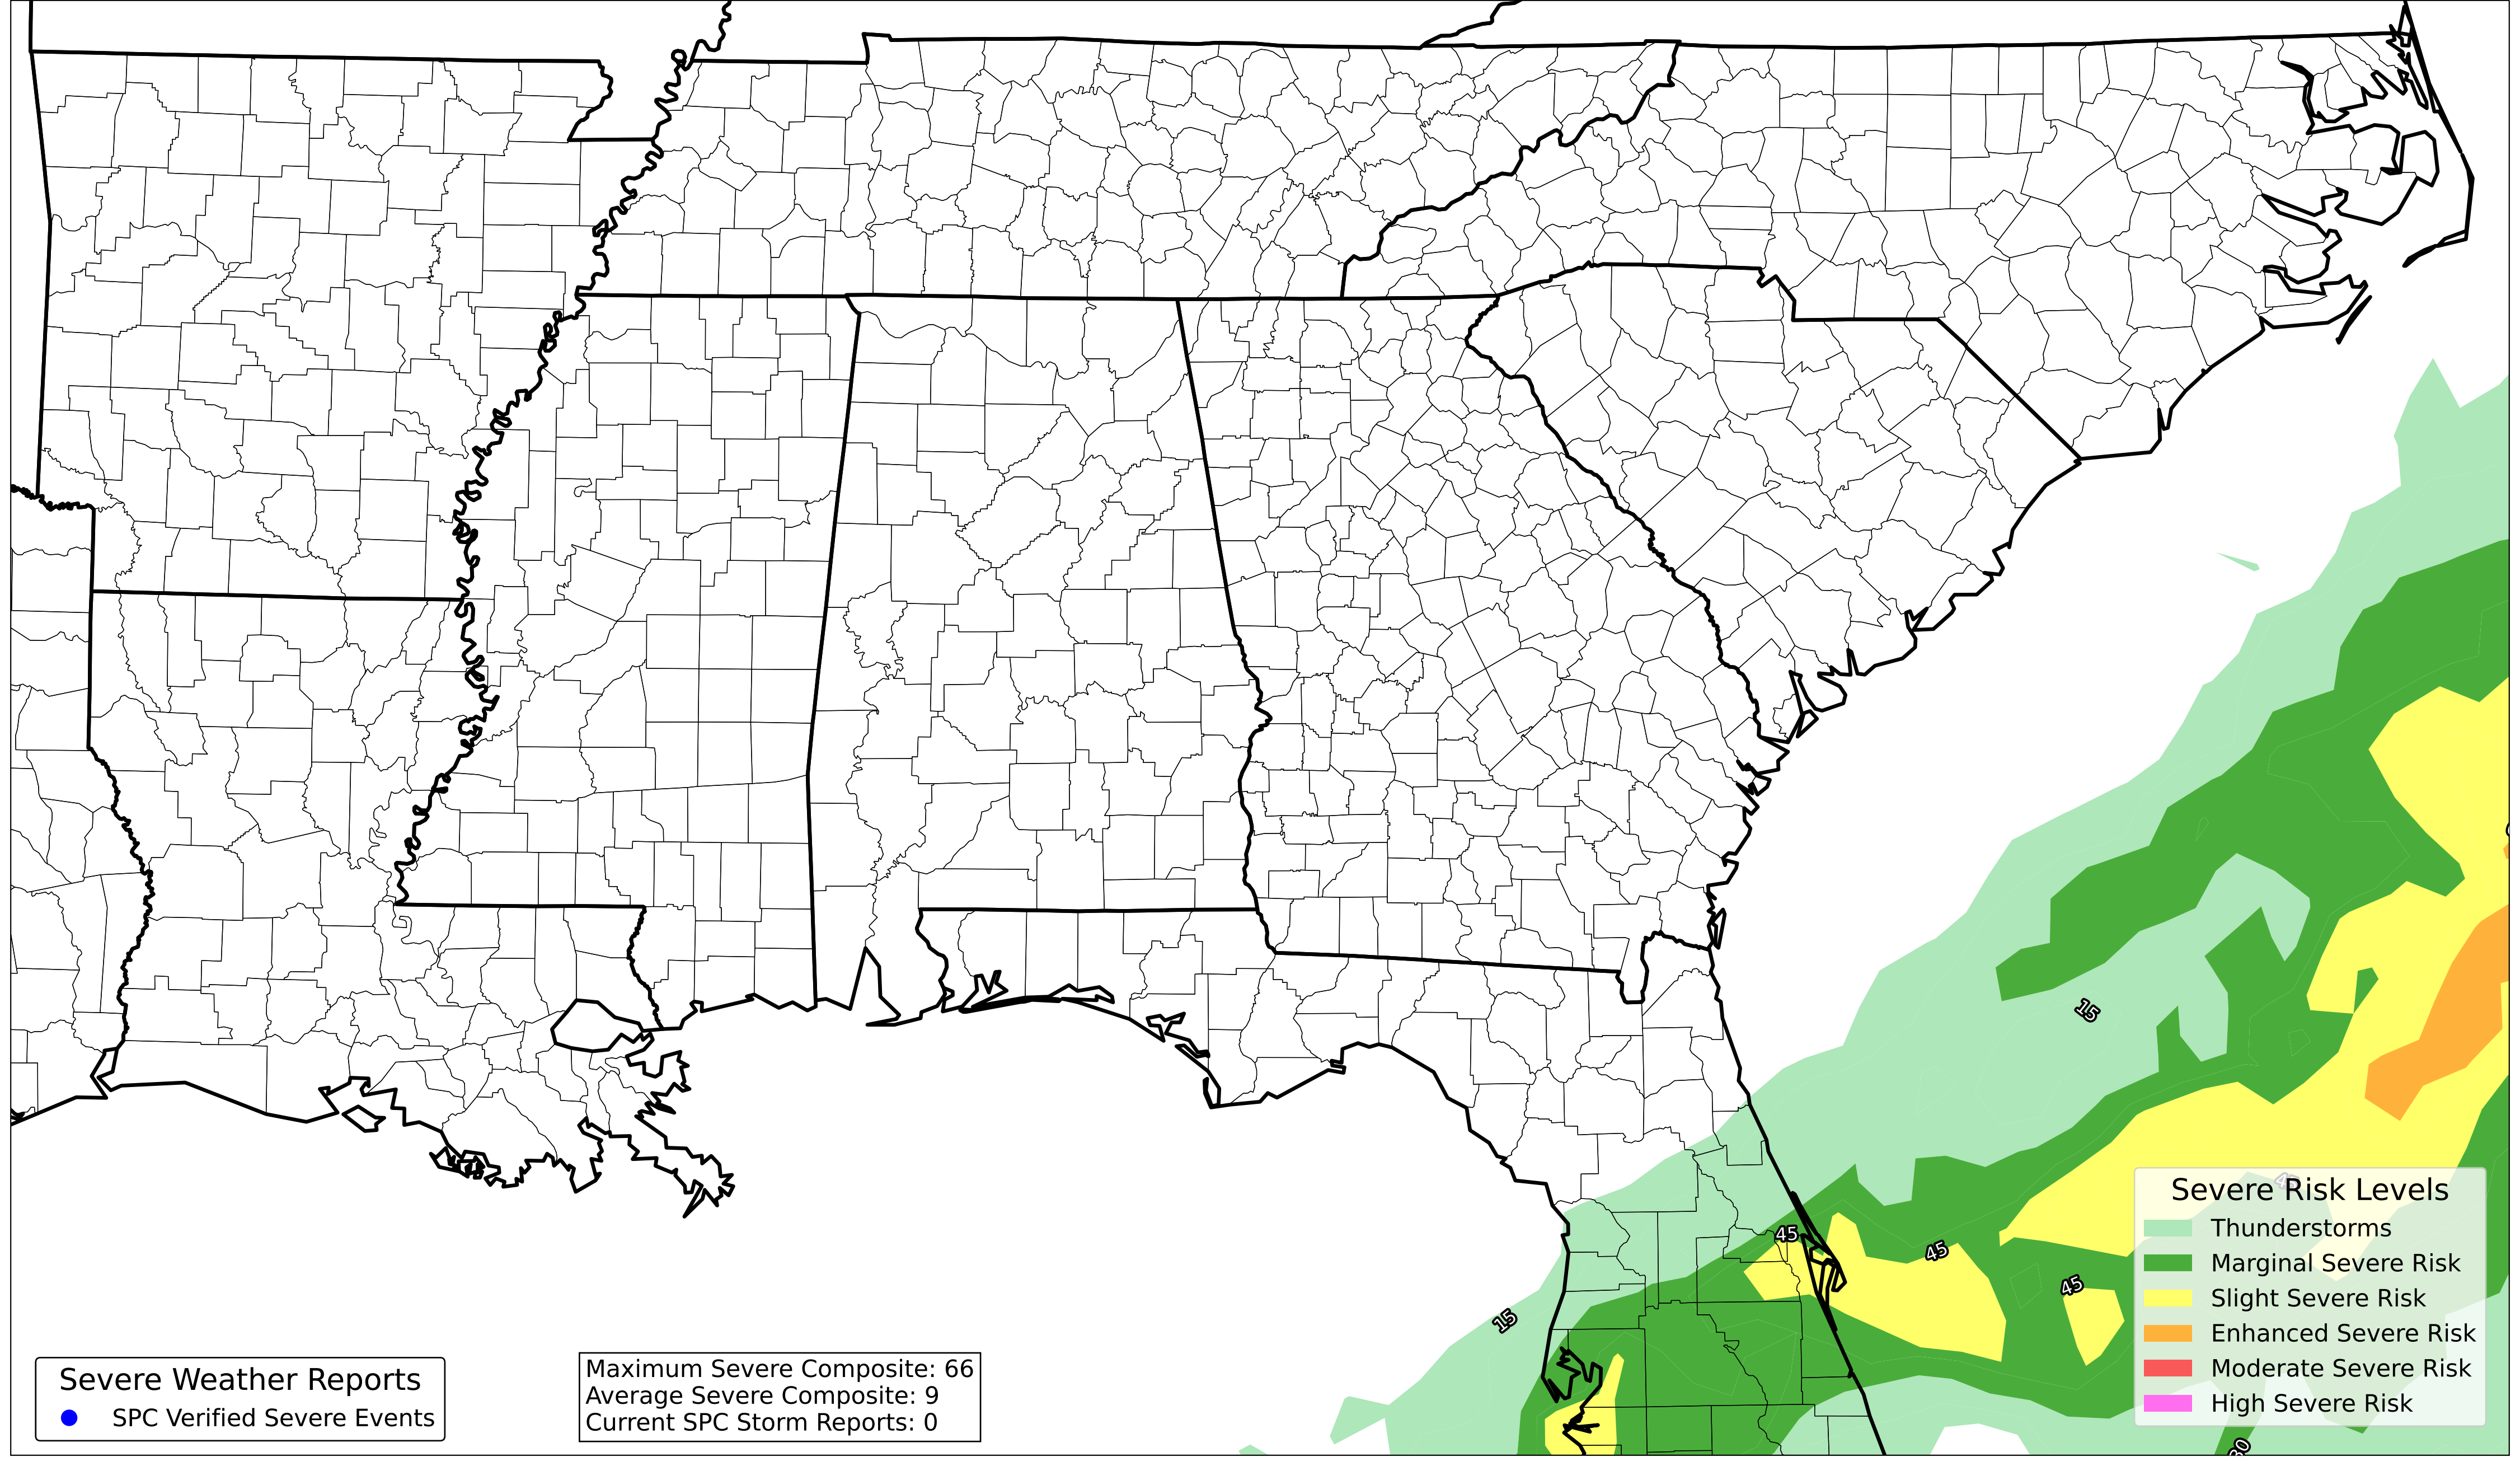 15
45
45
45
15
Severe Risk Levels
Thunderstorms
Marginal Severe Risk
Slight Severe Risk
Enhanced Severe Risk
Moderate Severe Risk
High Severe Risk
Severe Weather Reports
SPC Verified Severe Events
Maximum Severe Composite: 66
Average Severe Composite: 9
Current SPC Storm Reports: 0